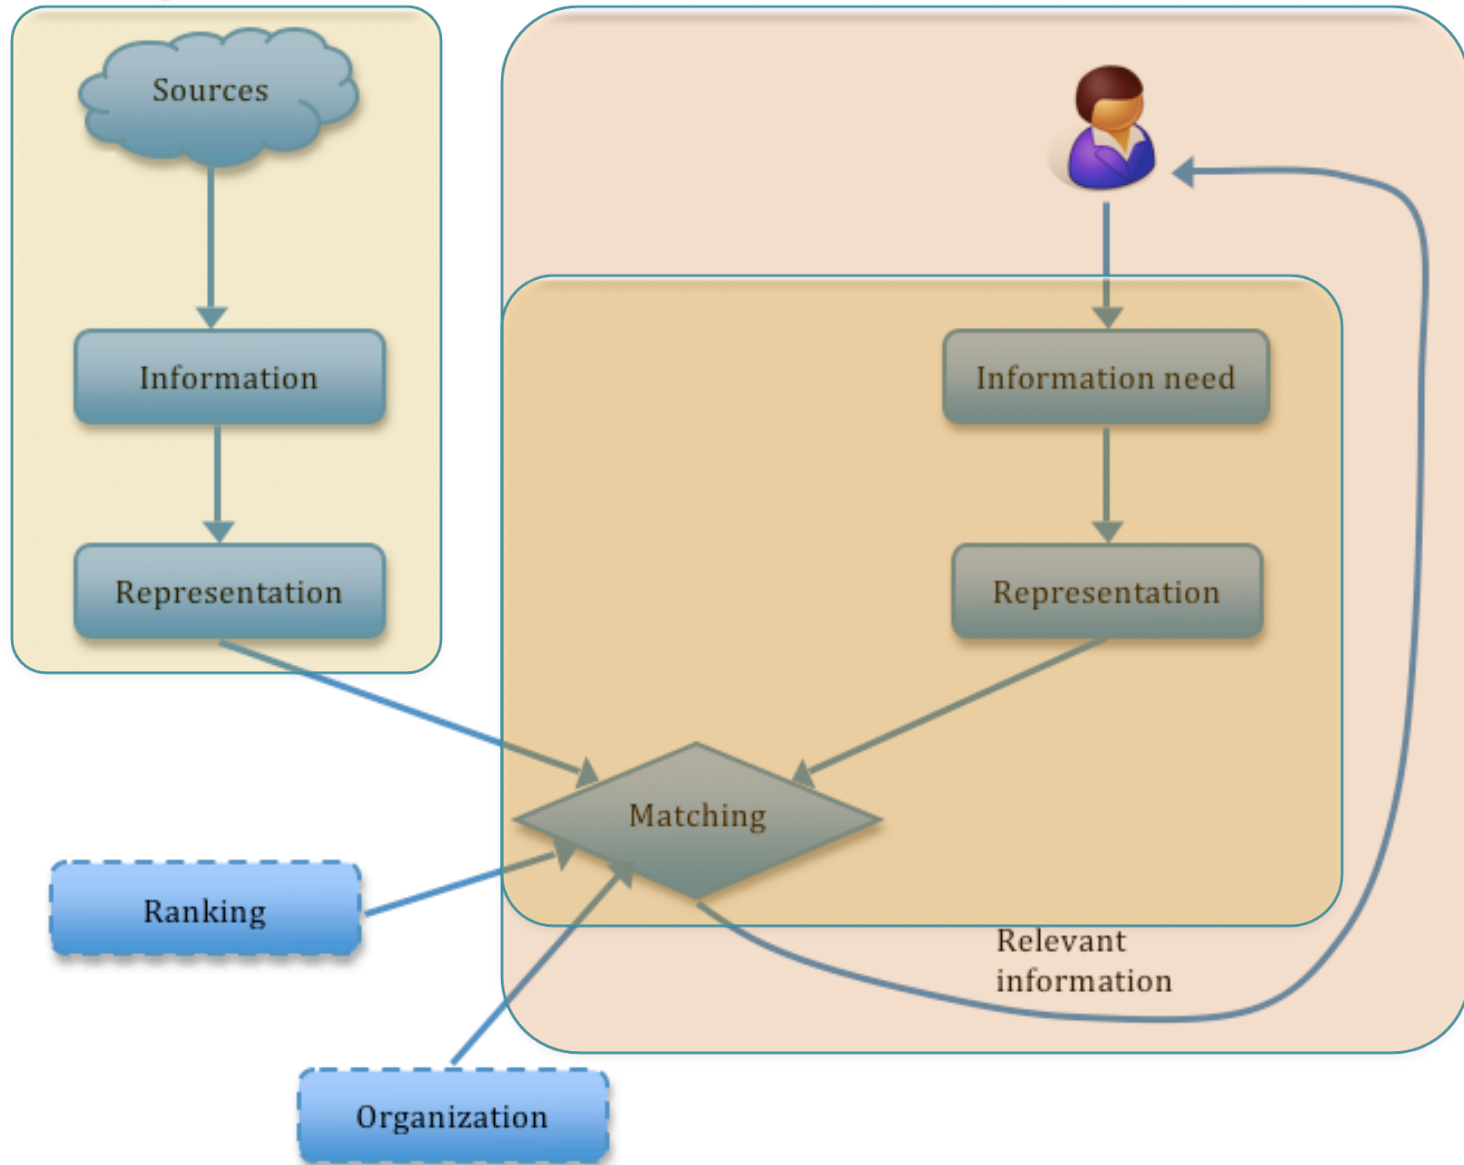 Sources
Information
Information need
Representation
Representation
Matching
Ranking
Relevant
information
Organization